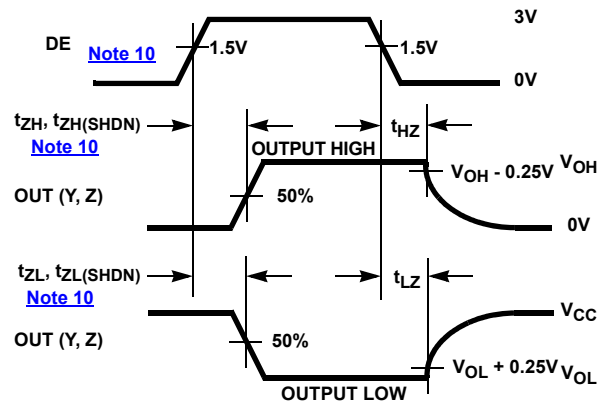 3V
DE
Note 10
1.5V
1.5V
0V
tZH, tZH(SHDN)
Note 10
tHZ
OUTPUT HIGH
VOH - 0.25V
VOH
OUT (Y, Z)
50%
0V
tZL, tZL(SHDN)
Note 10
tLZ
VCC
OUT (Y, Z)
50%
VOL + 0.25V
VOL
OUTPUT LOW